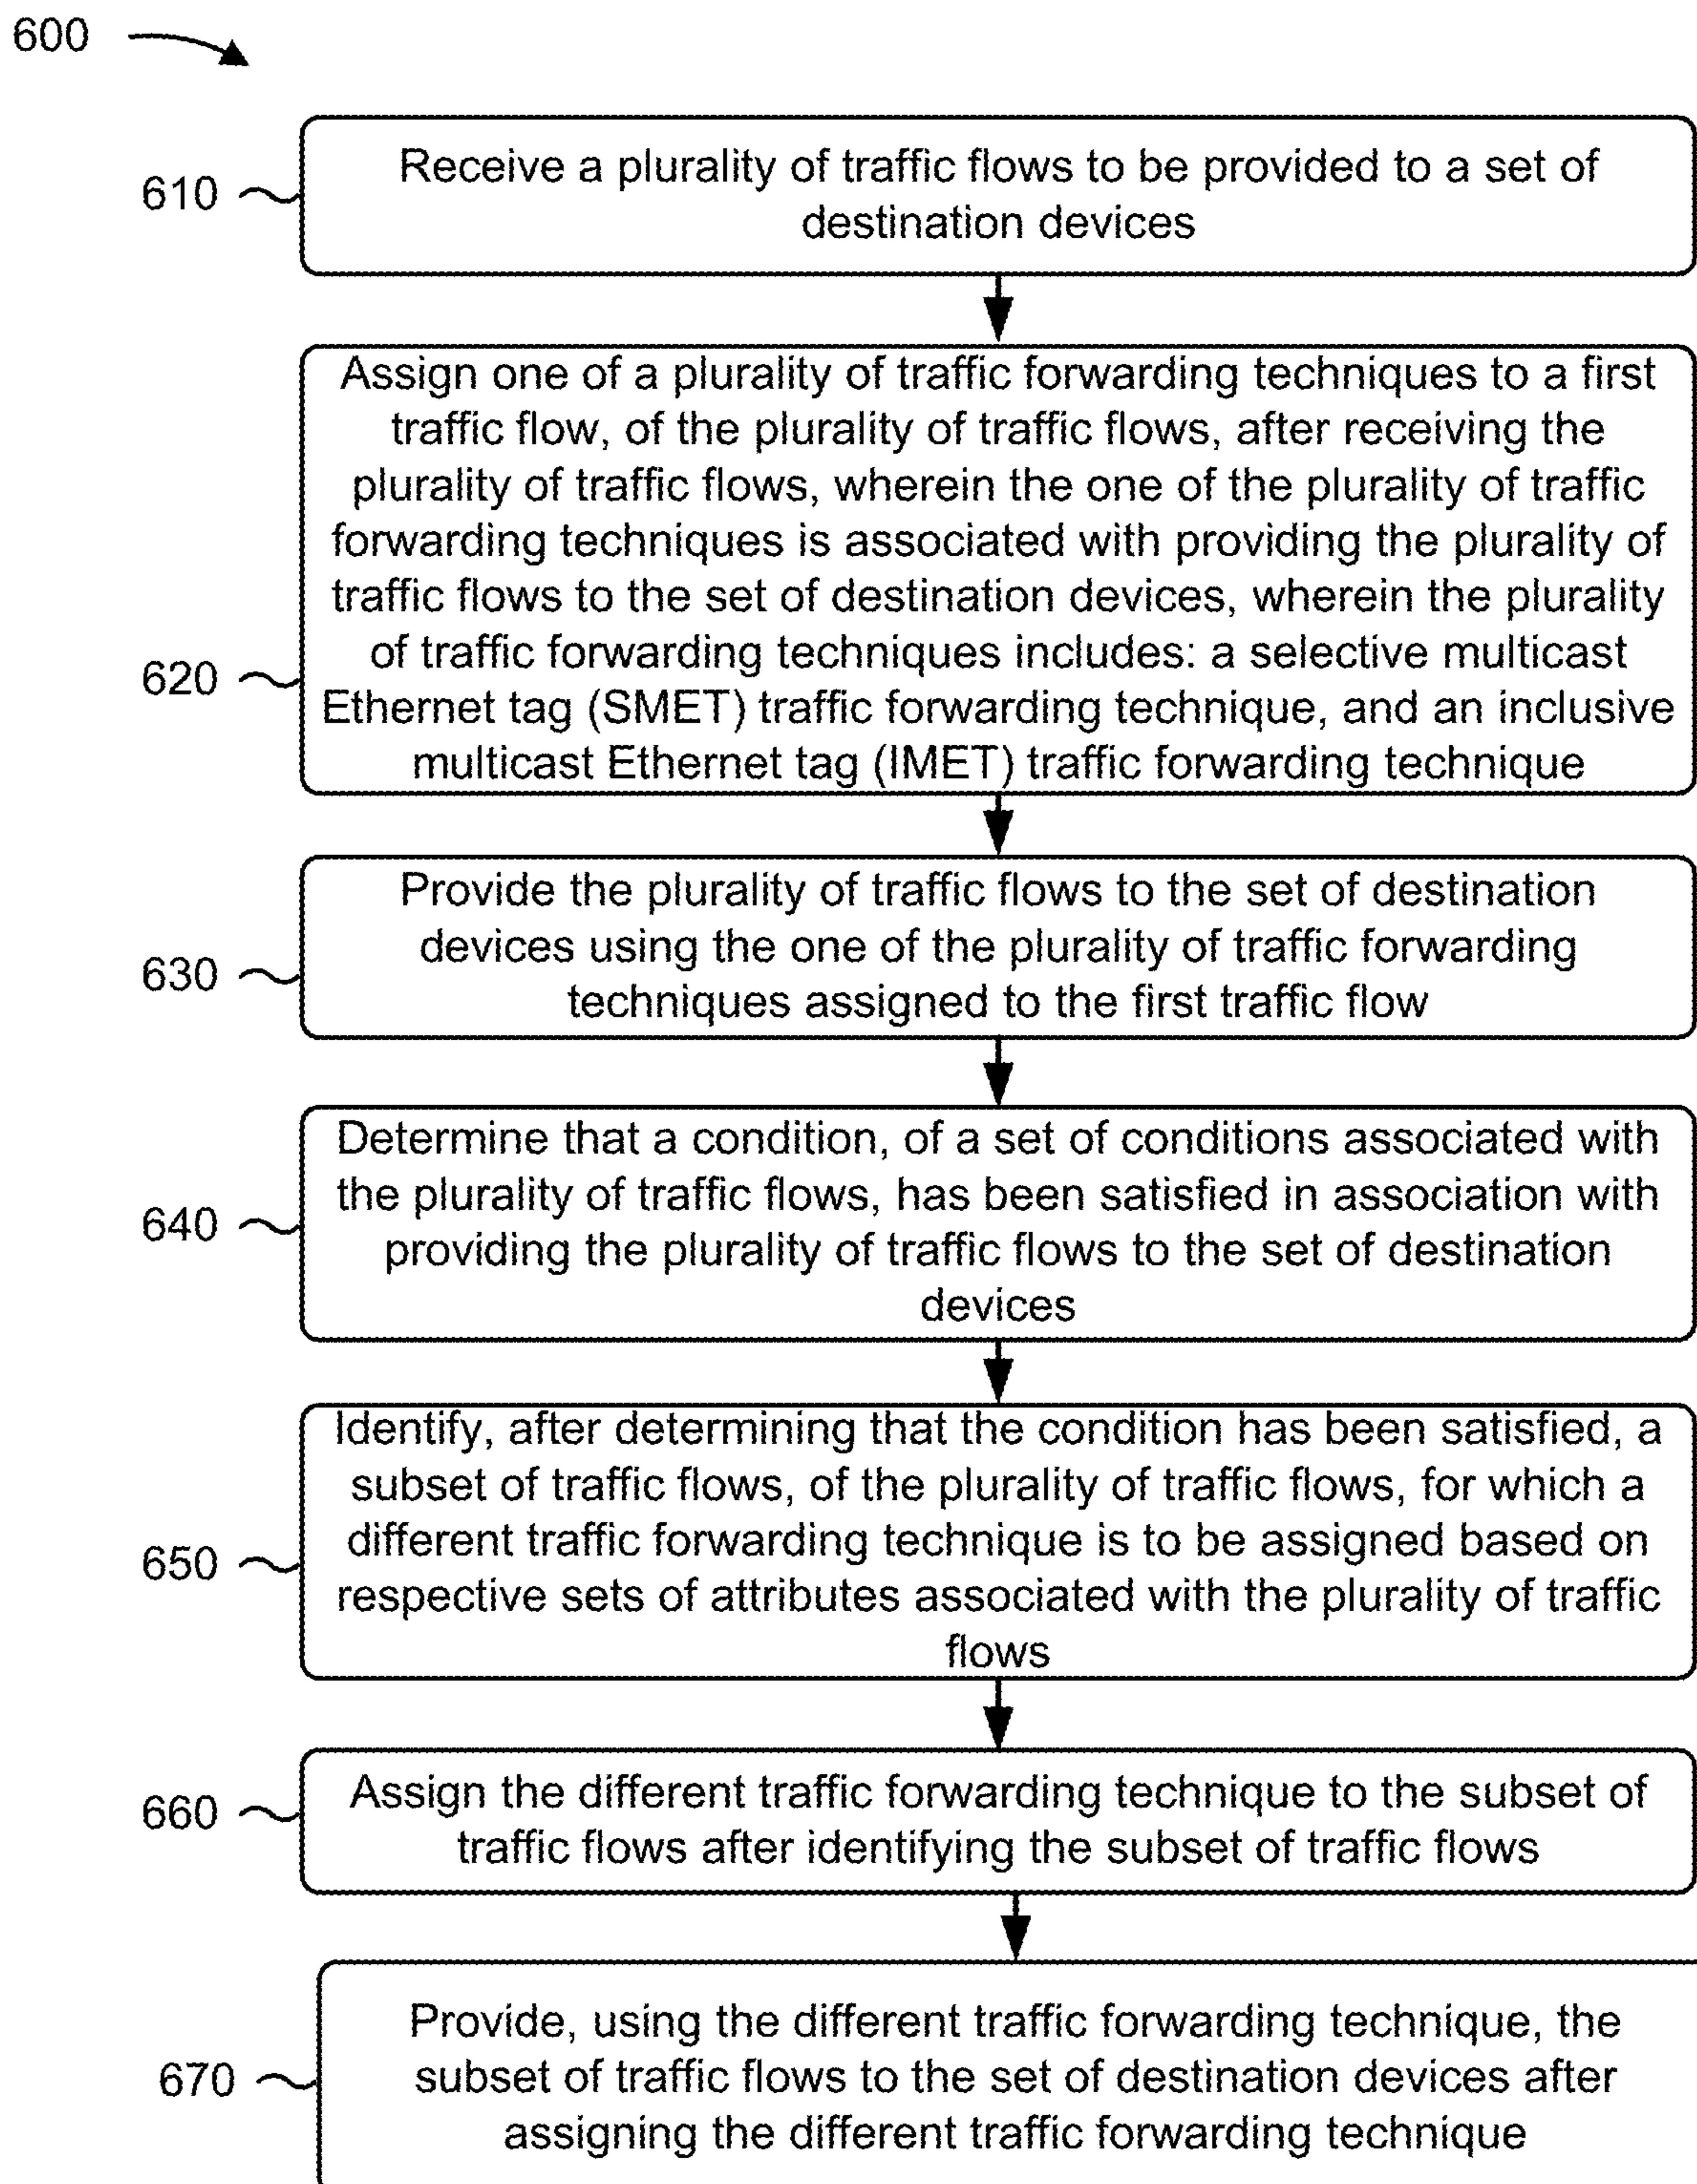 600
610
Receive a plurality of traffic flows to be provided to a set of
destination devices
620
Assign one of a plurality of traffic forwarding techniques to a first
traffic flow, of the plurality of traffic flows, after receiving the
plurality of traffic flows, wherein the one of the plurality of traffic
forwarding techniques is associated with providing the plurality of
traffic flows to the set of destination devices, wherein the plurality
of traffic forwarding techniques includes: a selective multicast
Ethernet tag (SMET) traffic forwarding technique, and an inclusive
multicast Ethernet tag (IMET) traffic forwarding technique
630
Provide the plurality of traffic flows to the set of destination
devices using the one of the plurality of traffic forwarding
techniques assigned to the first traffic flow
640
Determine that a condition, of a set of conditions associated with
the plurality of traffic flows, has been satisfied in association with
providing the plurality of traffic flows to the set of destination
devices
650
Identify, after determining that the condition has been satisfied, a
subset of traffic flows, of the plurality of traffic flows, for which a
different traffic forwarding technique is to be assigned based on
respective sets of attributes associated with the plurality of traffic
flows
660
Assign the different traffic forwarding technique to the subset of
traffic flows after identifying the subset of traffic flows
670
Provide, using the different traffic forwarding technique, the
subset of traffic flows to the set of destination devices after
assigning the different traffic forwarding technique